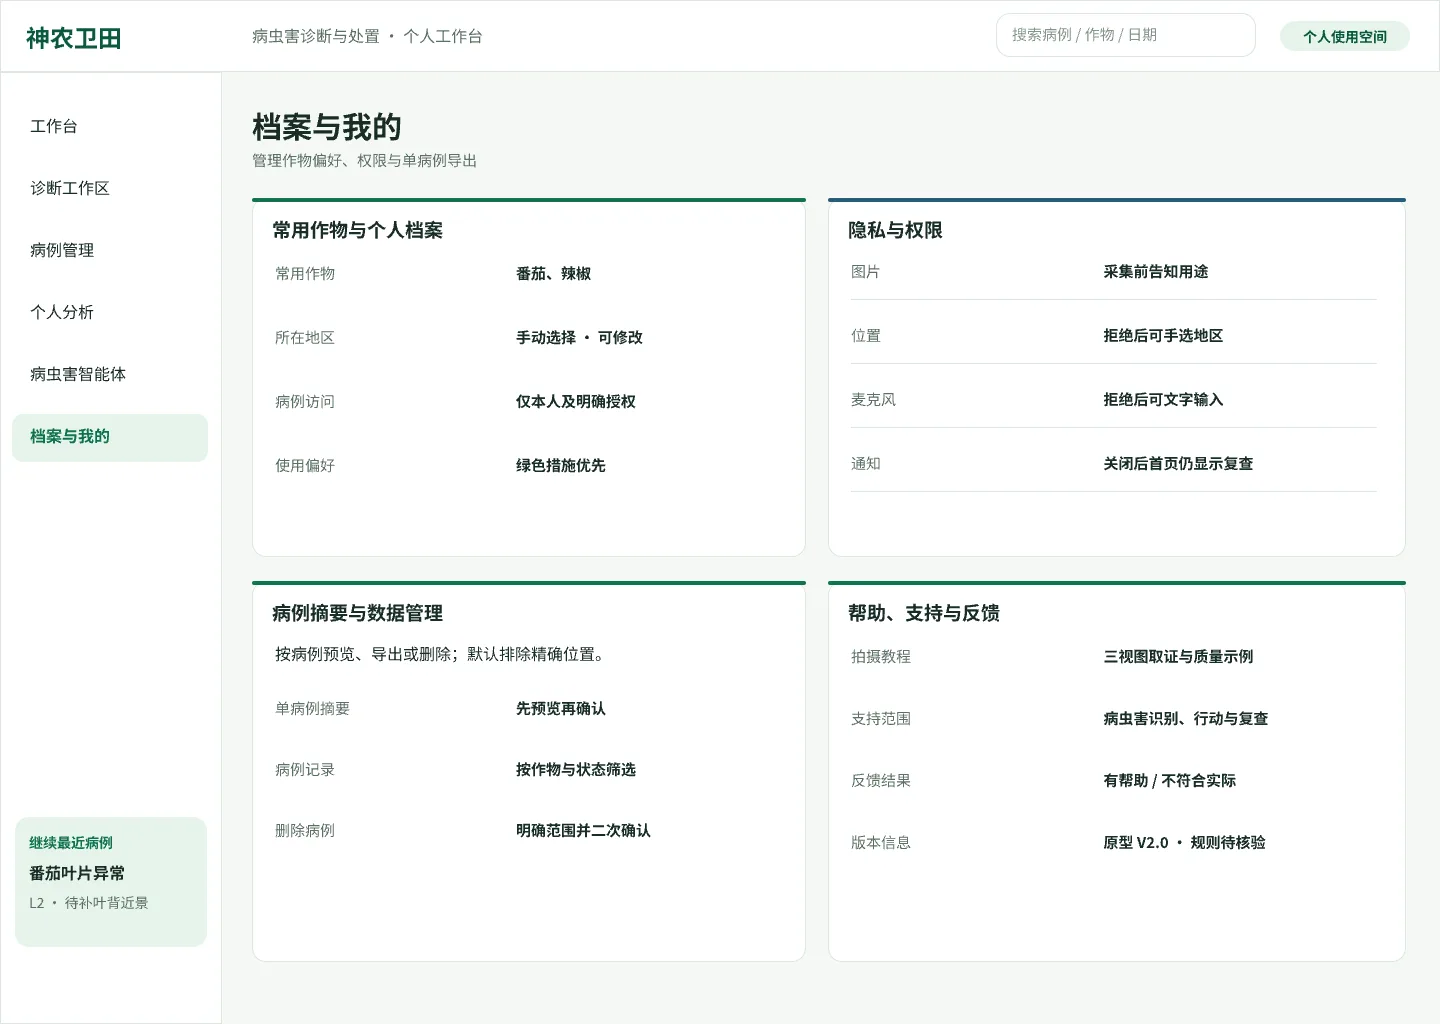 神农卫田
病虫害诊断与处置 · 个人工作台
搜索病例 / 作物 / 日期
个人使用空间
工作台
诊断工作区
病例管理
个人分析
病虫害智能体
档案与我的
继续最近病例
番茄叶片异常
L2 · 待补叶背近景
档案与我的
管理作物偏好、权限与单病例导出
常用作物与个人档案
常用作物 番茄、辣椒
所在地区 手动选择 · 可修改
病例访问 仅本人及明确授权
使用偏好 绿色措施优先
隐私与权限
图片 采集前告知用途
位置 拒绝后可手选地区
麦克风 拒绝后可文字输入
通知 关闭后首页仍显示复查
病例摘要与数据管理
按病例预览、导出或删除；默认排除精确位置。
单病例摘要 先预览再确认
病例记录 按作物与状态筛选
删除病例 明确范围并二次确认
帮助、支持与反馈
拍摄教程 三视图取证与质量示例
支持范围 病虫害识别、行动与复查
反馈结果 有帮助 / 不符合实际
版本信息 原型 V2.0 · 规则待核验